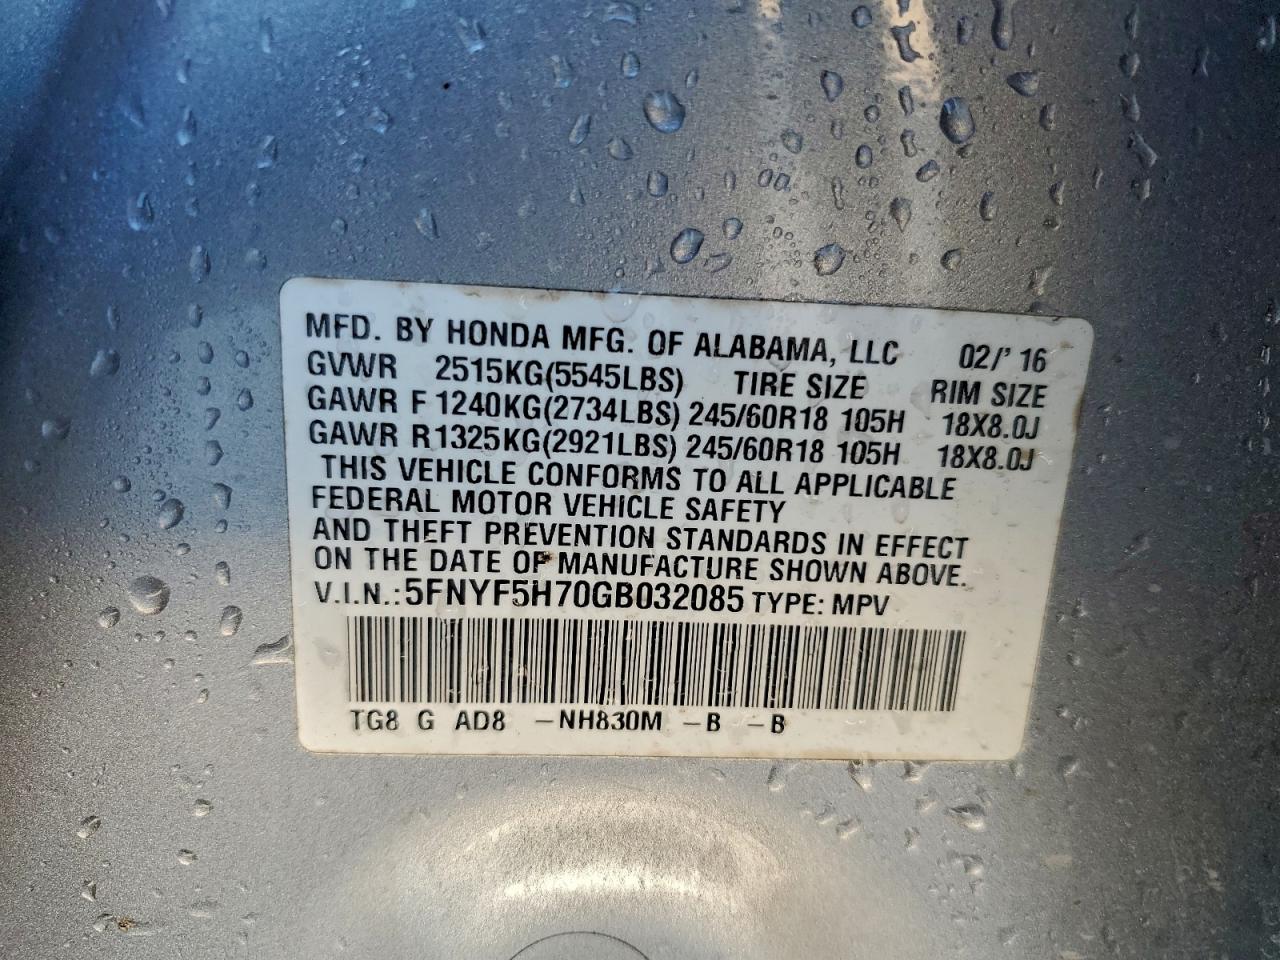 MFD. BY HONDA MFG. OF ALABAMA, LLC 02/' 16
GVWR 2515KG(5545LBS) TIRE SIZE RIM SIZE
GAWR F 1240KG(2734LBS) 245/60R18 105H 18X8.0J
GAWR R1325KG(2921LBS) 245/60R18 105H 18X8.0J
THIS VEHICLE CONFORMS TO ALL APPLICABLE
FEDERAL MOTOR VEHICLE SAFETY
AND THEFT PREVENTION STANDARDS IN EFFECT
ON THE DATE OF MANUFACTURE SHOWN ABOVE.
V.I.N.: 5FNYF5H70GB032085 TYPE: MPV
TG8 G AD8 -NH830M -B -B